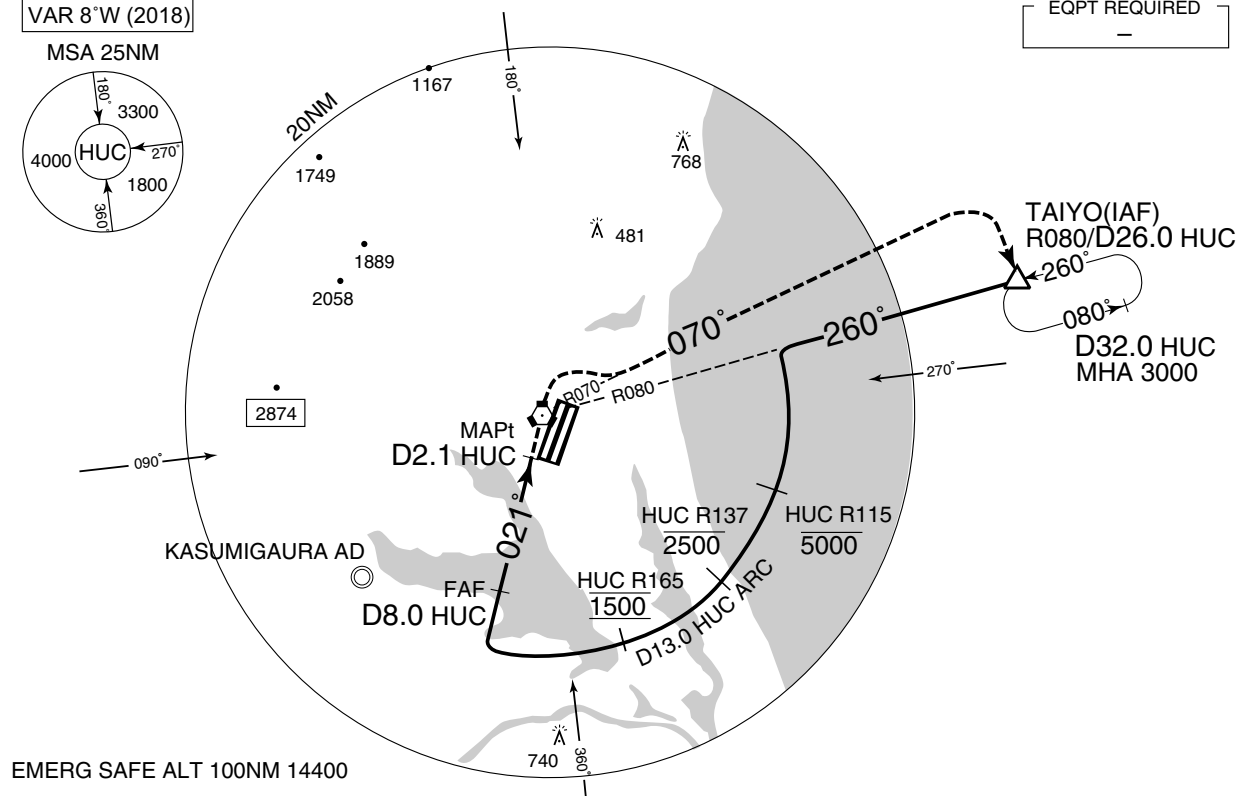 VAR 8°W (2018)
MSA 25NM
180°
3300
4000
HUC
270°
1800
360°
EQPT REQUIRED
–
20NM
1167
180°
1749
768
481
1889
2058
TAIYO(IAF)
R080/D26.0 HUC
260°
080°
D32.0 HUC
MHA 3000
070°
260°
270°
R070
R080
2874
MAPt
D2.1 HUC
090°
021°
HUC R137
2500
HUC R115
5000
KASUMIGAURA AD
FAF
D8.0 HUC
HUC R165
1500
D13.0 HUC ARC
740
360°
EMERG SAFE ALT 100NM 14400